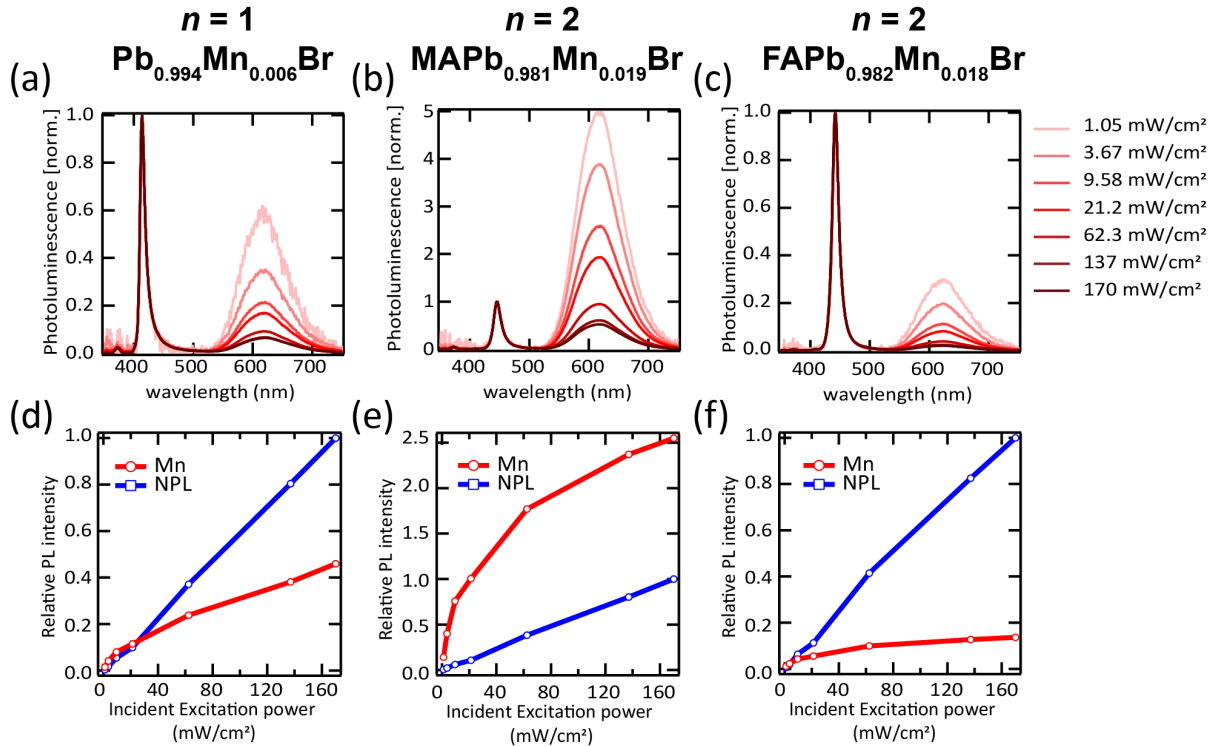 n = 1
Pb0.994Mn0.006Br
n = 2
MAPb0.981Mn0.019Br
n = 2
FAPb0.982Mn0.018Br
(a)
Photoluminescence [norm.]
1.0
0.8
0.6
0.4
0.2
0.0
400
500
600
700
wavelength (nm)
(b)
Photoluminescence [norm.]
5
4
3
2
1
0
400
500
600
700
wavelength (nm)
(c)
Photoluminescence [norm.]
1.0
0.8
0.6
0.4
0.2
0.0
400
500
600
700
wavelength (nm)
1.05 mW/cm²
3.67 mW/cm²
9.58 mW/cm²
21.2 mW/cm²
62.3 mW/cm²
137 mW/cm²
170 mW/cm²
(d)
Relative PL intensity
1.0
0.8
0.6
0.4
0.2
0.0
Mn
NPL
0
40
80
120
160
Incident Excitation power
(mW/cm²)
(e)
Relative PL intensity
2.5
2.0
1.5
1.0
0.5
0.0
Mn
NPL
0
40
80
120
160
Incident Excitation power
(mW/cm²)
(f)
Relative PL intensity
1.0
0.8
0.6
0.4
0.2
0.0
Mn
NPL
0
40
80
120
160
Incident Excitation power
(mW/cm²)